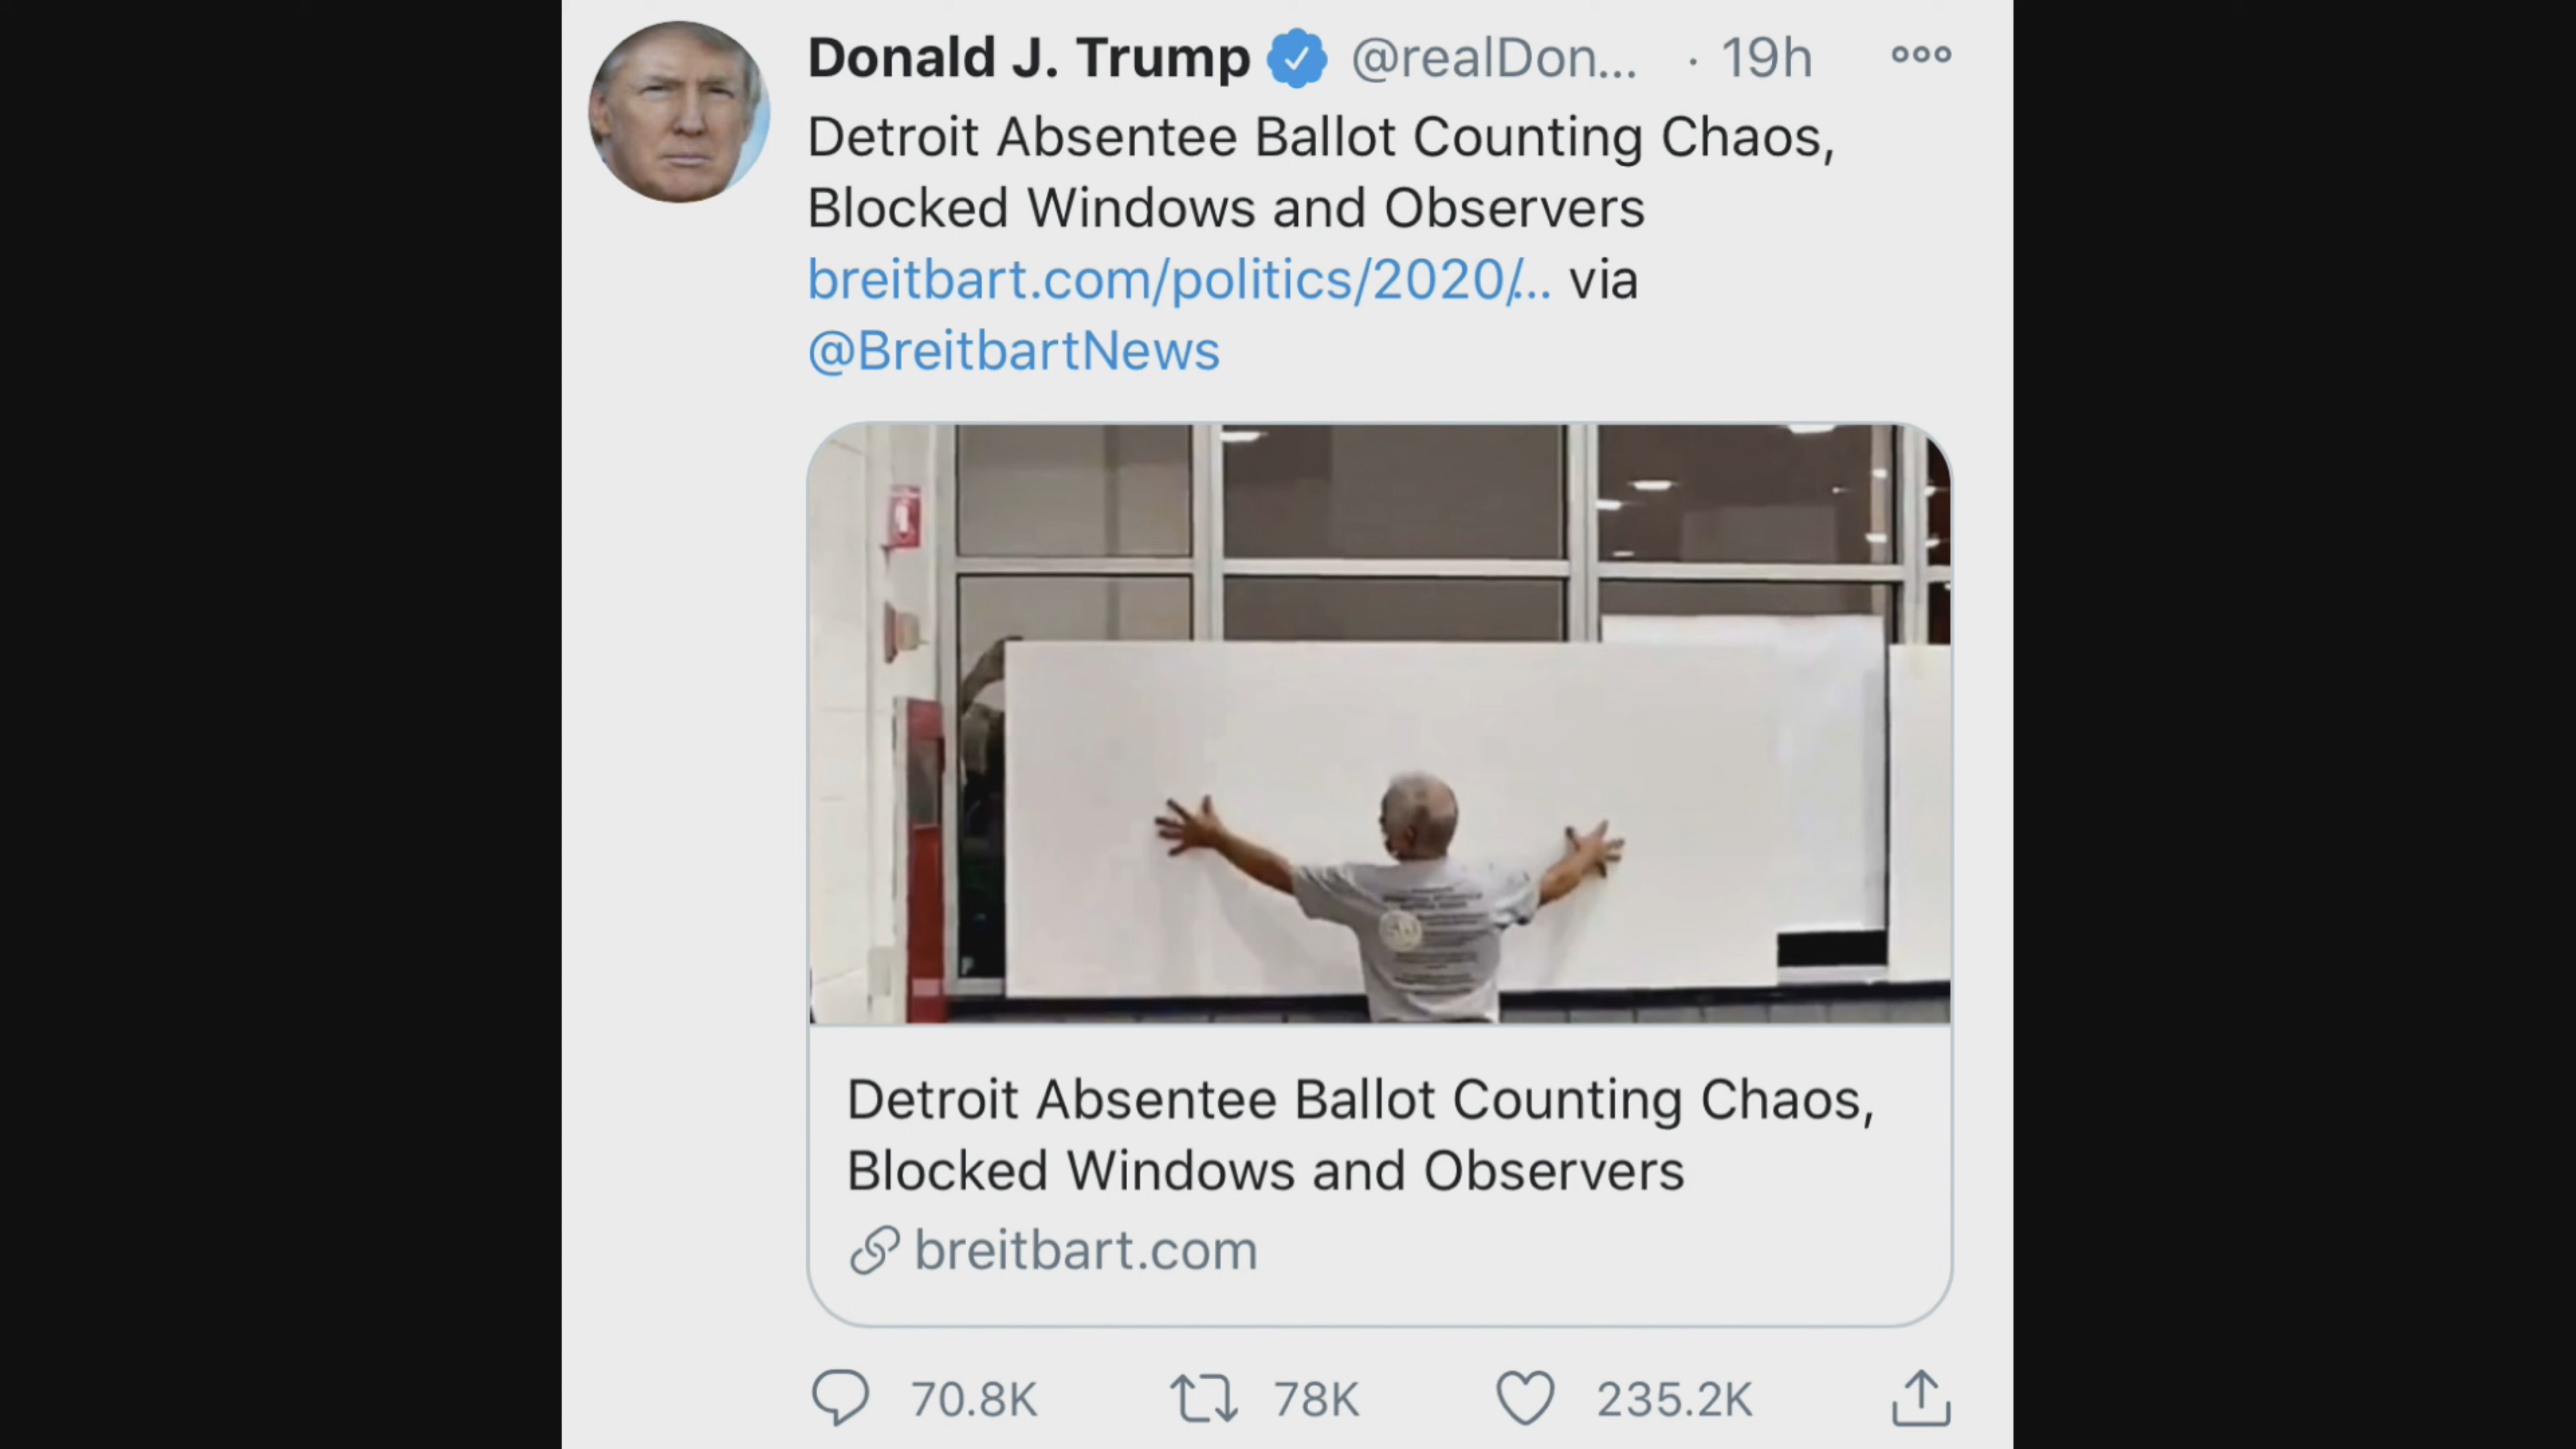 Donald J. Trump @realDon... · 19h
Detroit Absentee Ballot Counting Chaos,
Blocked Windows and Observers
breitbart.com/politics/2020/... via
@BreitbartNews
Detroit Absentee Ballot Counting Chaos,
Blocked Windows and Observers
breitbart.com
70.8K 78K 235.2K